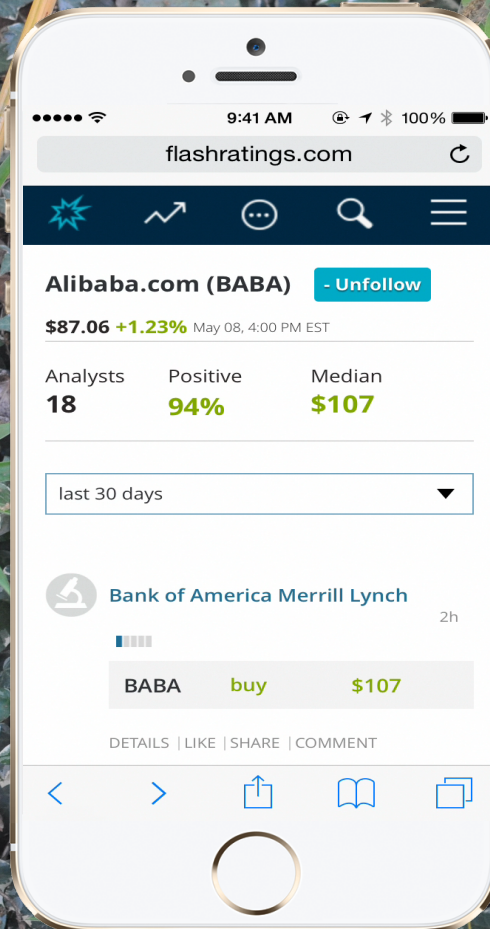 9:41 AM 100%
flashratings.com
Alibaba.com (BABA) - Unfollow
$87.06 +1.23% May 08, 4:00 PM EST
Analysts Positive Median
18 94% $107
last 30 days
Bank of America Merrill Lynch
2h
BABA buy $107
DETAILS | LIKE | SHARE | COMMENT